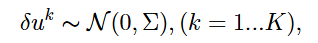 δu^k ∼ 𝒩(0, Σ), (k = 1...K),